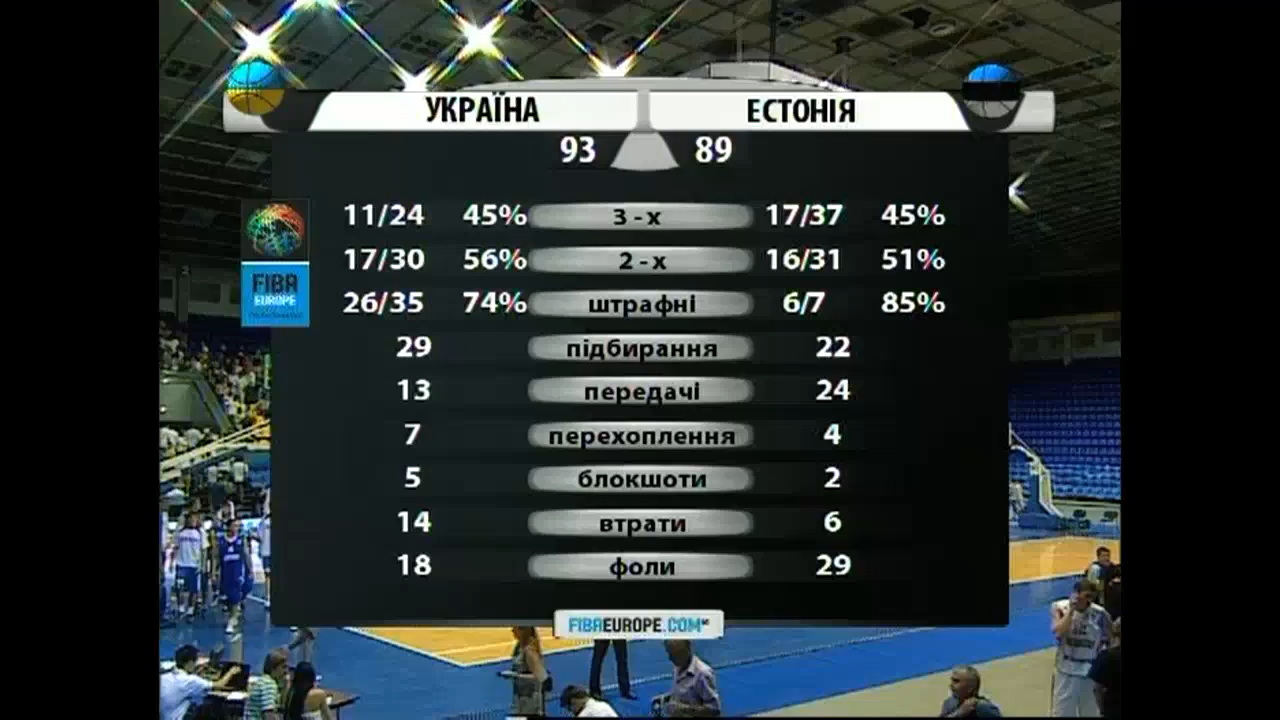 УКРАЇНА ЕСТОНІЯ
93 89
11/24 45% 3 - х 17/37 45%
17/30 56% 2 - х 16/31 51%
26/35 74% штрафні 6/7 85%
29 підбирання 22
13 передачі 24
7 перехоплення 4
5 блокшоти 2
14 втрати 6
18 фоли 29
FIBA
EUROPE
FIBAEUROPE.COM